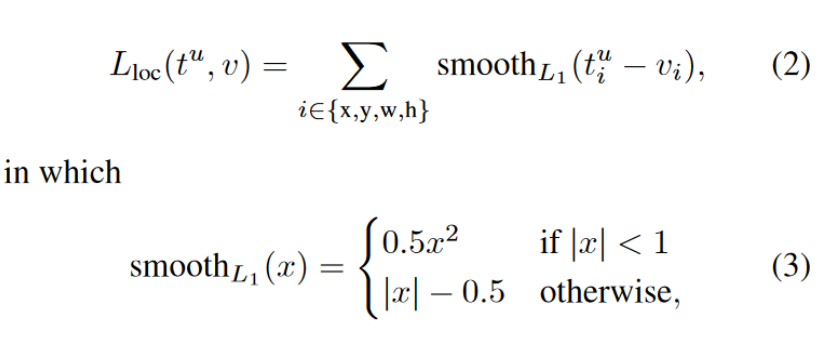 L_loc(t^u, v) = ∑_{i∈{x,y,w,h}} smooth_{L_1}(t_i^u − v_i), (2)
in which
smooth_{L_1}(x) = { 0.5x^2 if |x| < 1
|x| − 0.5 otherwise, (3)